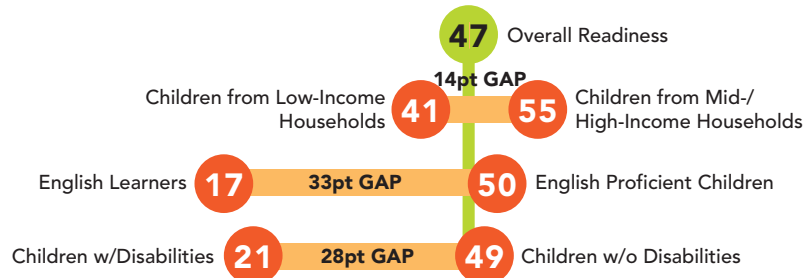 47 Overall Readiness
14pt GAP
Children from Low-Income
Households
41
55
Children from Mid-/
High-Income Households
English Learners 17 33pt GAP 50 English Proficient Children
Children w/Disabilities 21 28pt GAP 49 Children w/o Disabilities